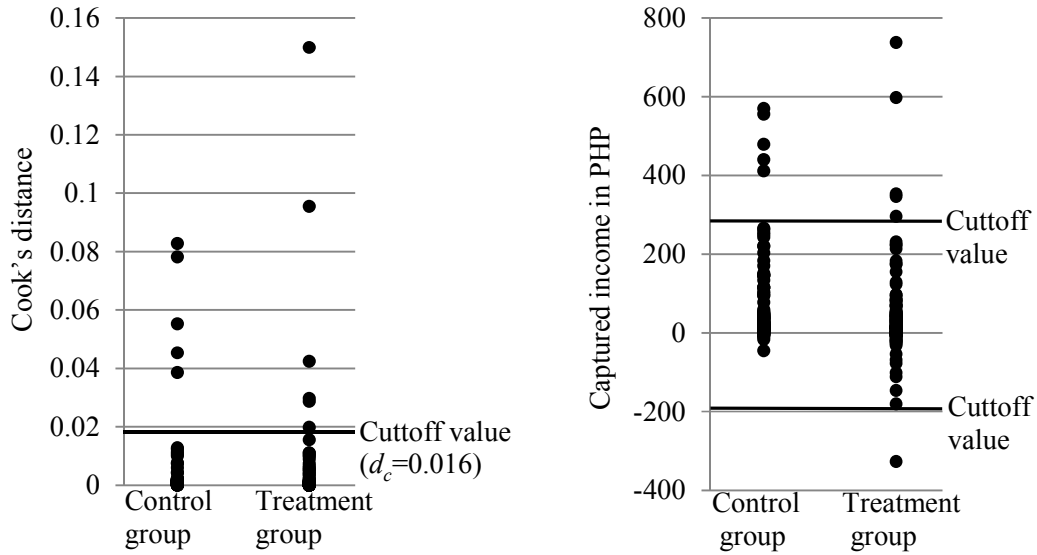 Cook's distance
0.16
0.14
0.12
0.1
0.08
0.06
0.04
0.02
0
Cuttoff value
(d_c=0.016)
Control
group
Treatment
group
Captured income in PHP
800
600
400
200
0
-200
-400
Cuttoff
value
Cuttoff
value
Control
group
Treatment
group